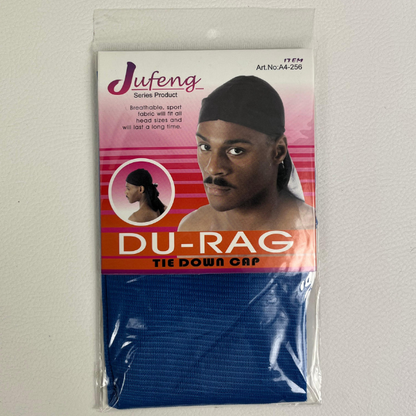 ITEM
Art.No:A4-256
Jufeng
Series Product
Breathable, sport
fabric will fit all
head sizes and
will last a long time.
DU-RAG
TIE DOWN CAP